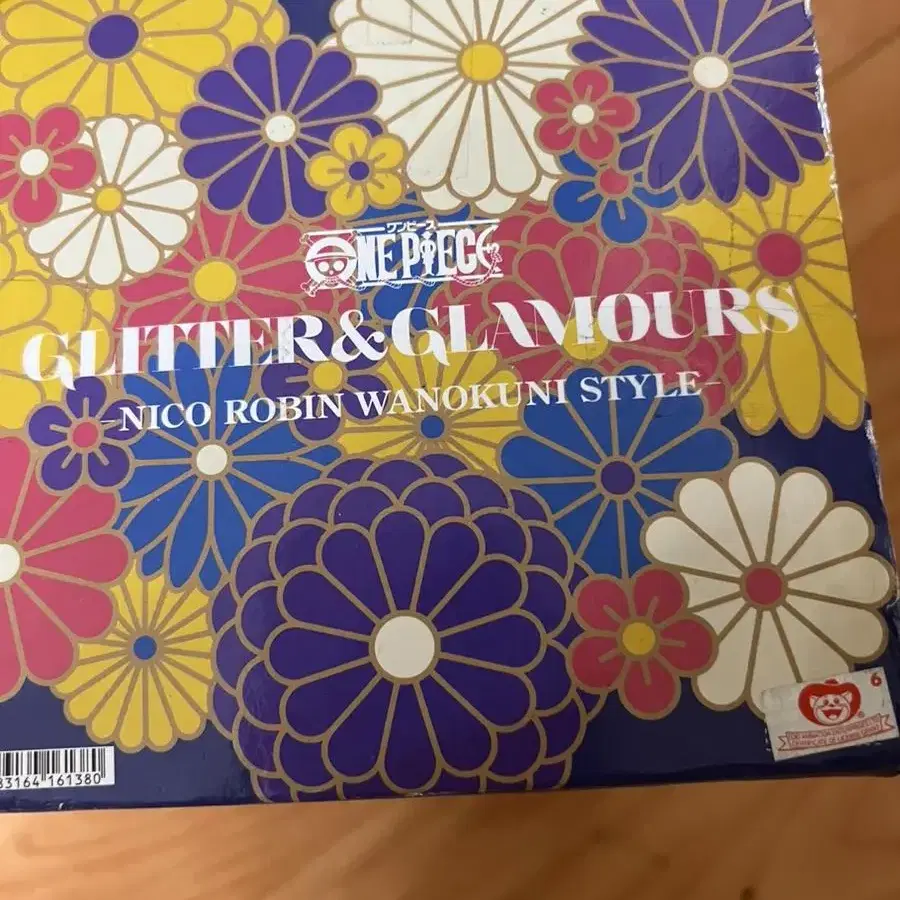 ワンピース
ONE PIECE
GLITTER&GLAMOURS
-NICO ROBIN WANOKUNI STYLE-
6
®
83164 161380